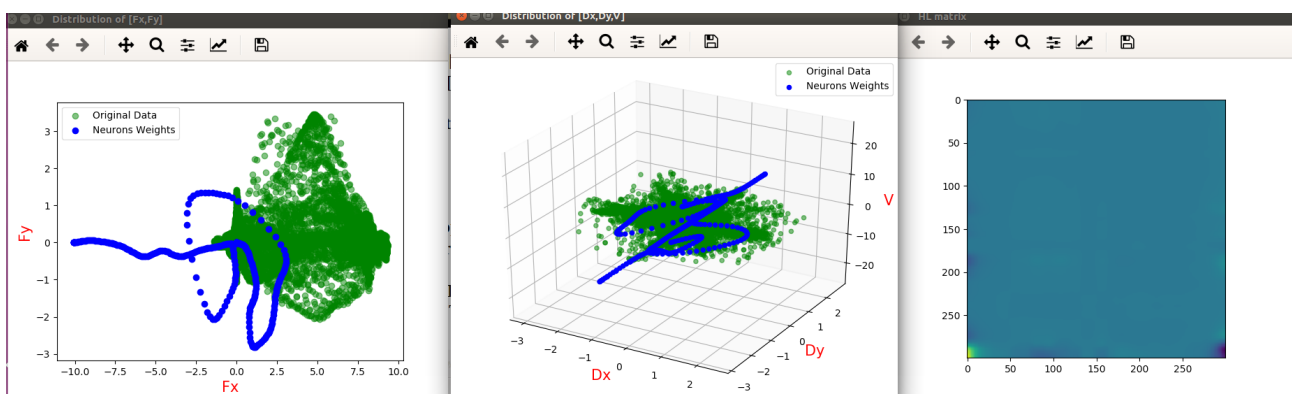 Distribution of [Fx,Fy]
Distribution of [Dx,Dy,V]
HL matrix
Original Data
Neurons Weights
3
2
1
0
−1
−2
−3
−10.0 −7.5 −5.0 −2.5 0.0 2.5 5.0 7.5 10.0
Fy
Fx
Original Data
Neurons Weights
20
10
0
−10
−20
V
−3 −2 −1 0 1 2
Dx
−3 −2 −1 0 1 2
Dy
0
50
100
150
200
250
0 50 100 150 200 250